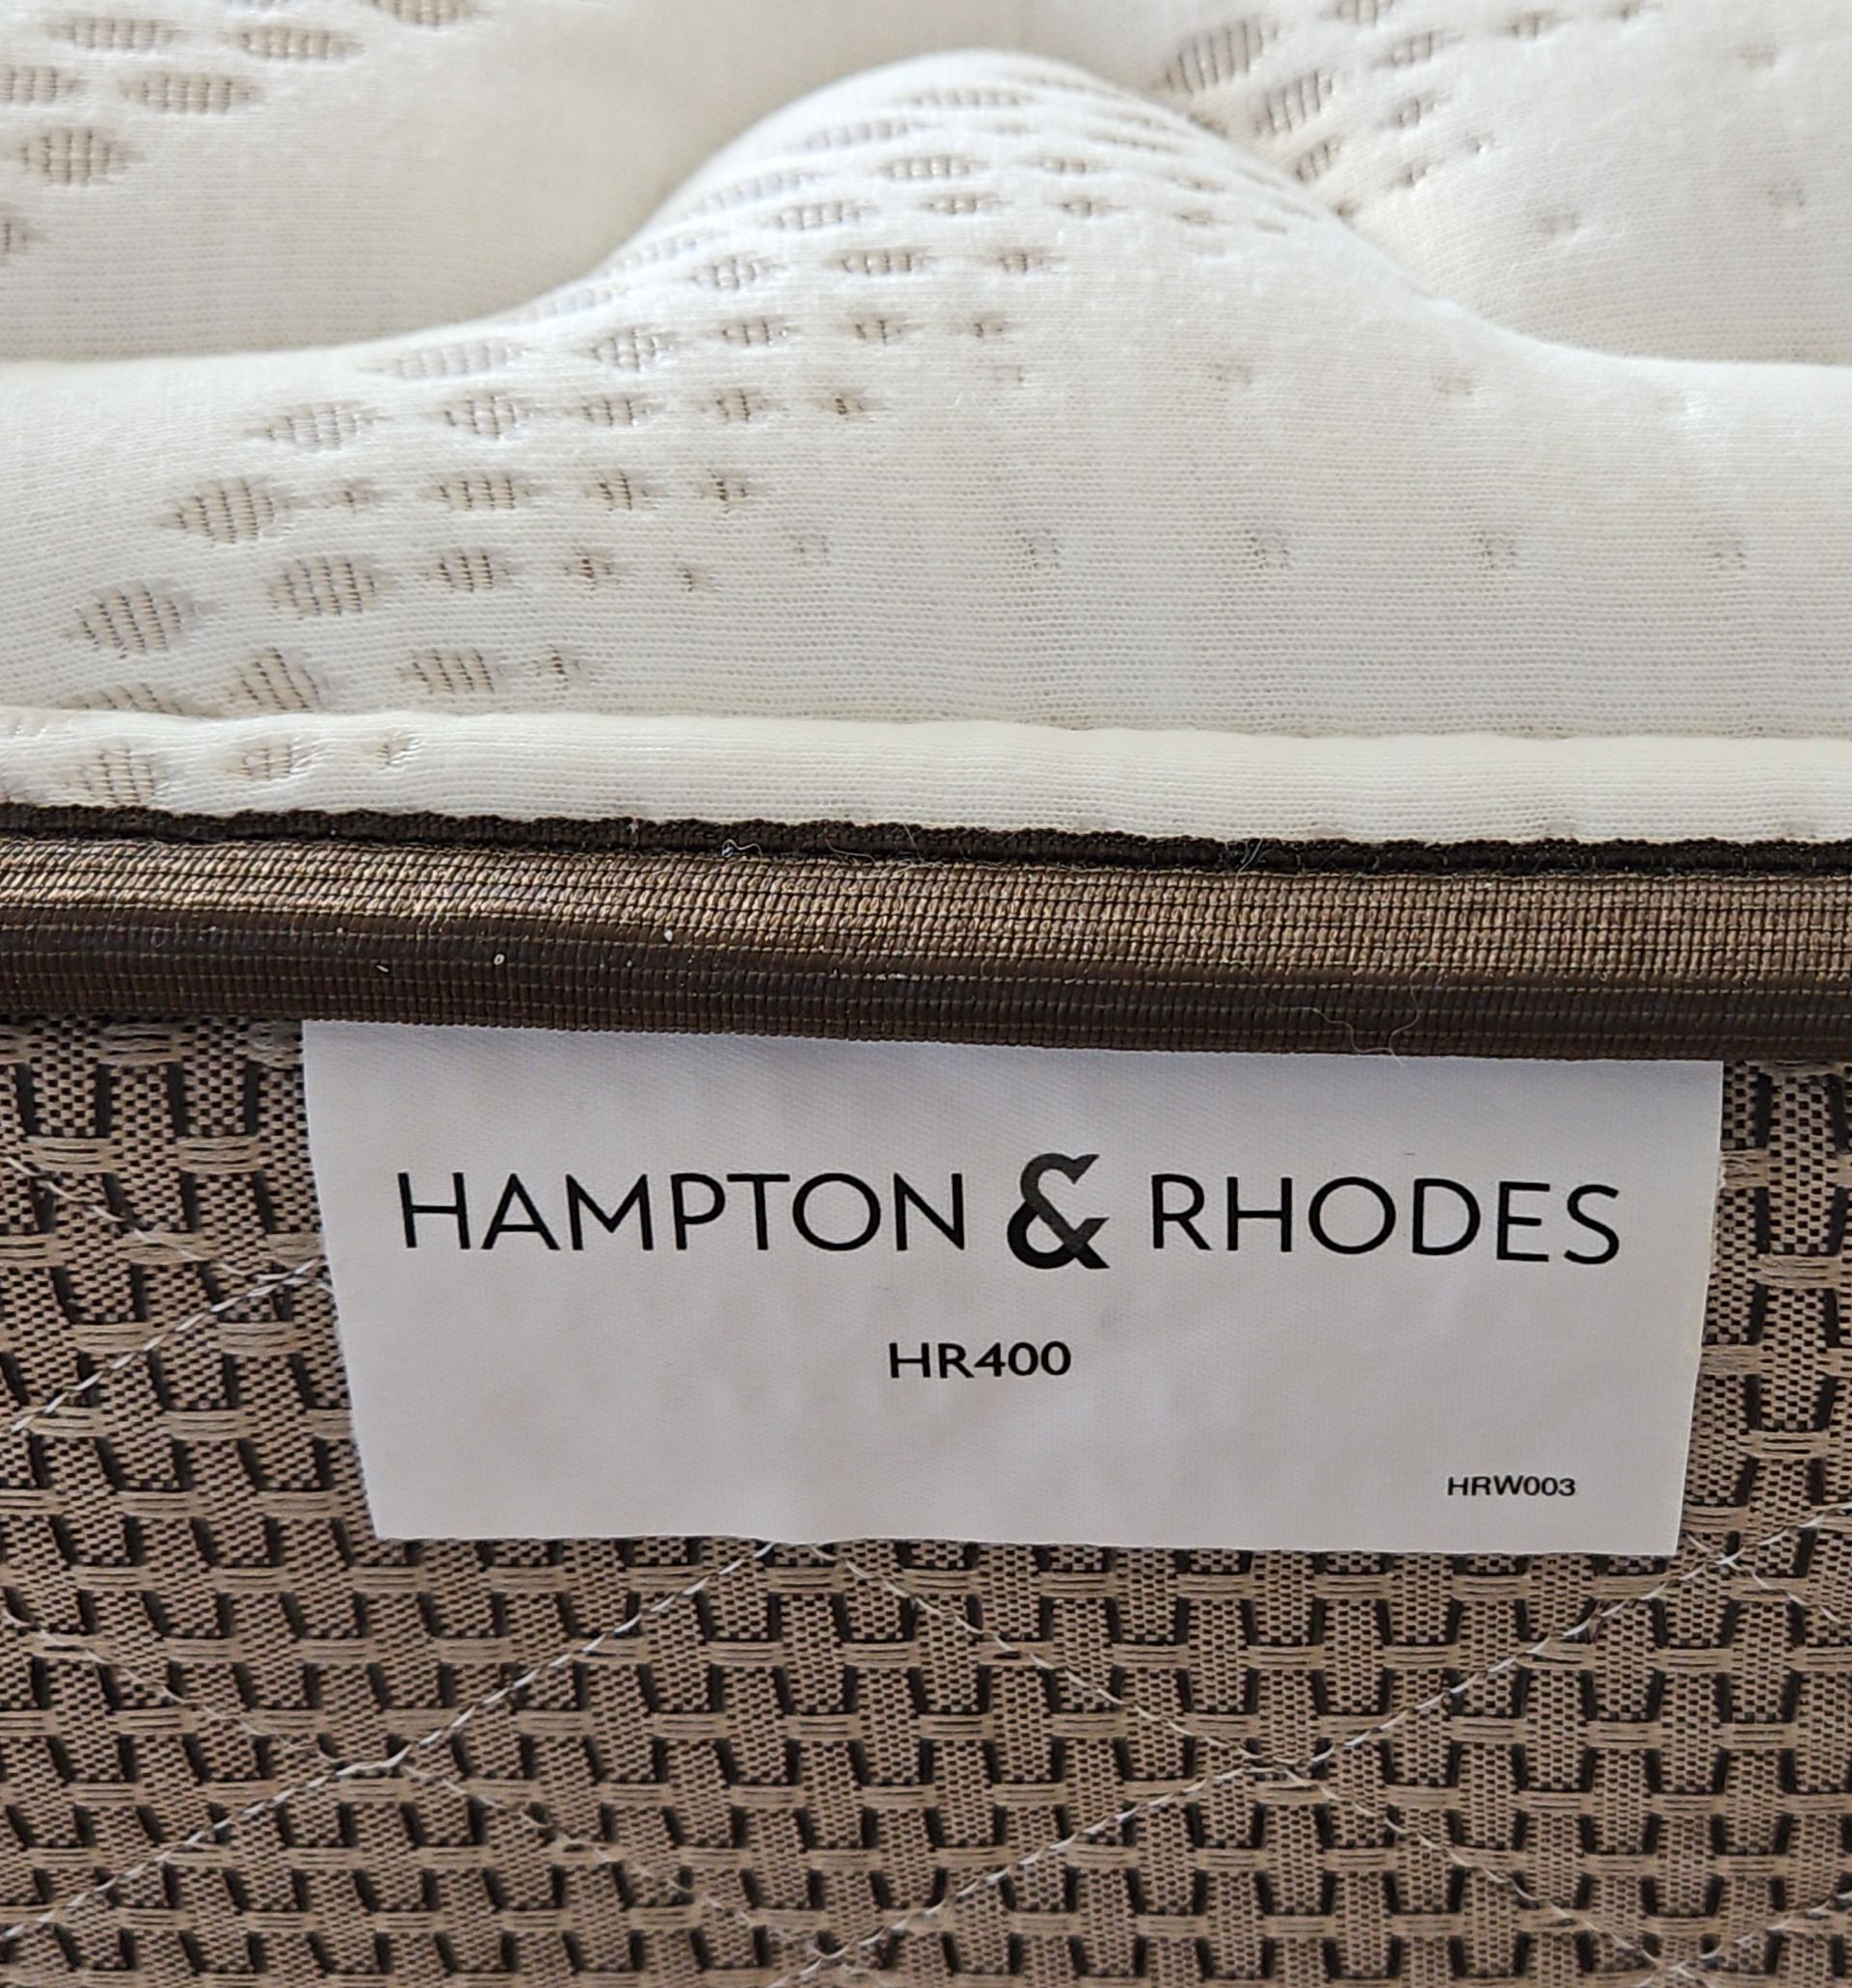 HAMPTON & RHODES
HR400
HRW003